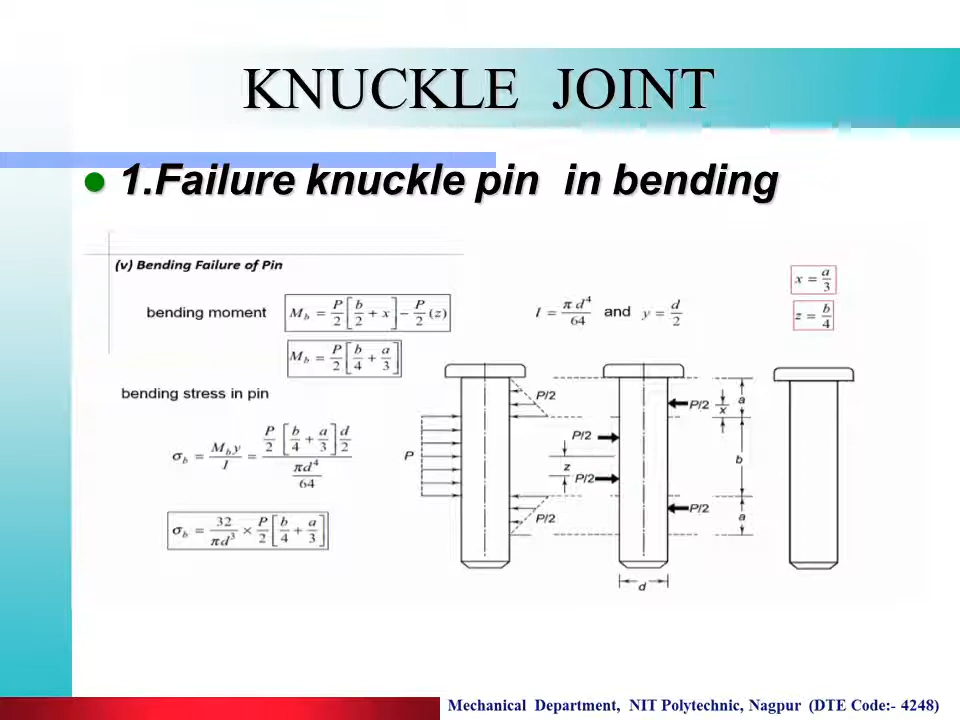 KNUCKLE JOINT
1.Failure knuckle pin in bending
(v) Bending Failure of Pin
bending moment M_b = P/2 [b/2 + x] − P/2 (z)
I = π d^4/64 and y = d/2
x = a/3
z = b/4
M_b = P/2 [b/4 + a/3]
bending stress in pin
σ_b = M_b y/I = P/2 [b/4 + a/3] d/2 / πd^4/64
σ_b = 32/πd^3 × P/2 [b/4 + a/3]
P/2
P
P/2
P/2
P/2
z
P/2
P/2
x
a
b
a
d
Mechanical Department, NIT Polytechnic, Nagpur (DTE Code:- 4248)